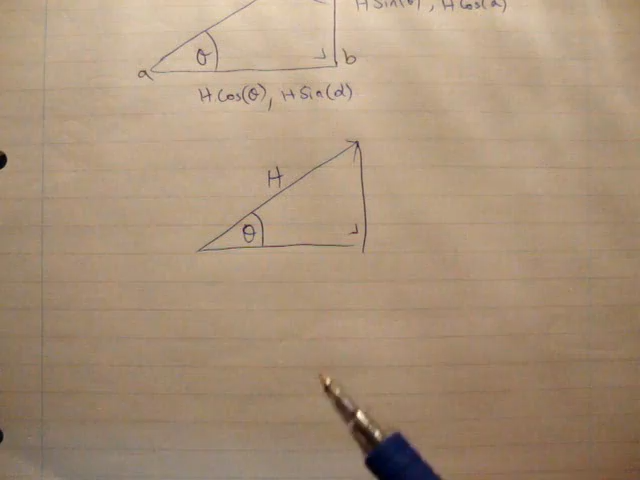 H Sin(θ), H Cos(α)
θ
a
b
H Cos(θ), H Sin(α)
H
θ